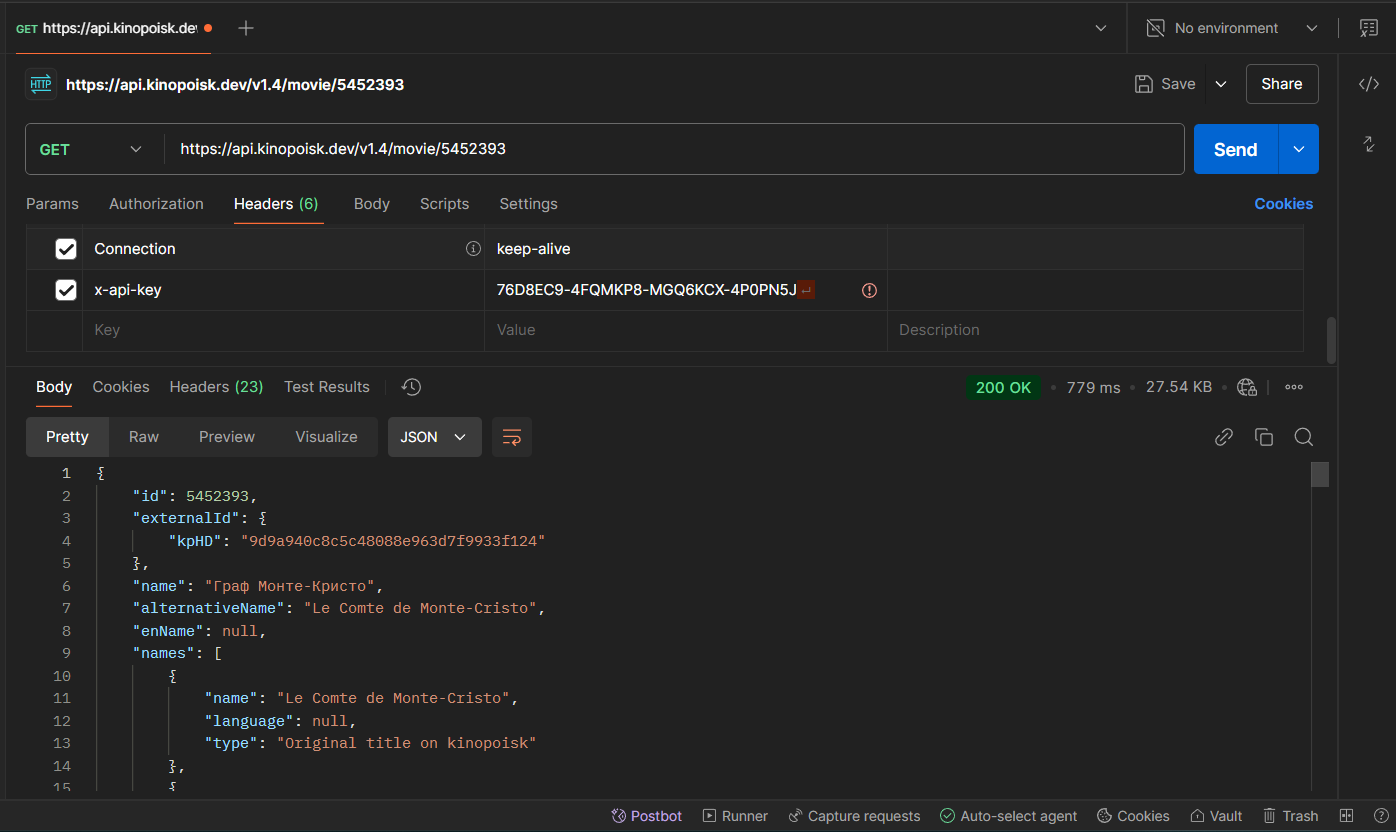 GET https://api.kinopoisk.de
No environment
HTTP https://api.kinopoisk.dev/v1.4/movie/5452393
Save
Share
GET
https://api.kinopoisk.dev/v1.4/movie/5452393
Send
Params
Authorization
Headers (6)
Body
Scripts
Settings
Cookies
Connection
keep-alive
x-api-key
76D8EC9-4FQMKP8-MGQ6KCX-4P0PN5J
Key
Value
Description
Body
Cookies
Headers (23)
Test Results
200 OK
779 ms
27.54 KB
Pretty
Raw
Preview
Visualize
JSON
1 {
2 "id": 5452393,
3 "externalId": {
4 "kpHD": "9d9a940c8c5c48088e963d7f9933f124"
5 },
6 "name": "Граф Монте-Кристо",
7 "alternativeName": "Le Comte de Monte-Cristo",
8 "enName": null,
9 "names": [
10 {
11 "name": "Le Comte de Monte-Cristo",
12 "language": null,
13 "type": "Original title on kinopoisk"
14 },
15 {
Postbot
Runner
Capture requests
Auto-select agent
Cookies
Vault
Trash